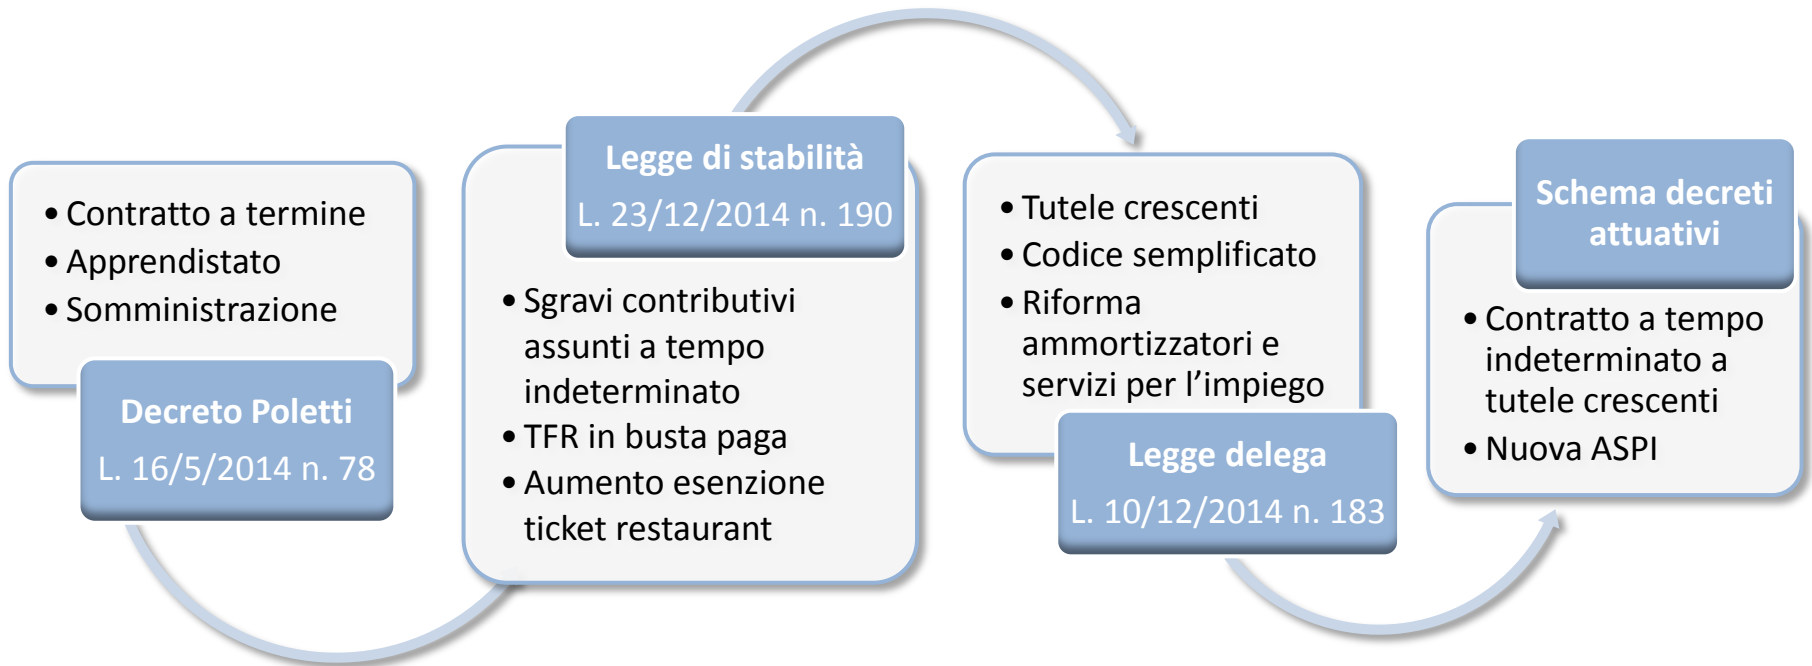 • Contratto a termine
• Apprendistato
• Somministrazione
Decreto Poletti
L. 16/5/2014 n. 78
Legge di stabilità
L. 23/12/2014 n. 190
• Sgravi contributivi
assunti a tempo
indeterminato
• TFR in busta paga
• Aumento esenzione
ticket restaurant
• Tutele crescenti
• Codice semplificato
• Riforma
ammortizzatori e
servizi per l’impiego
Legge delega
L. 10/12/2014 n. 183
Schema decreti
attuativi
• Contratto a tempo
indeterminato a
tutele crescenti
• Nuova ASPI